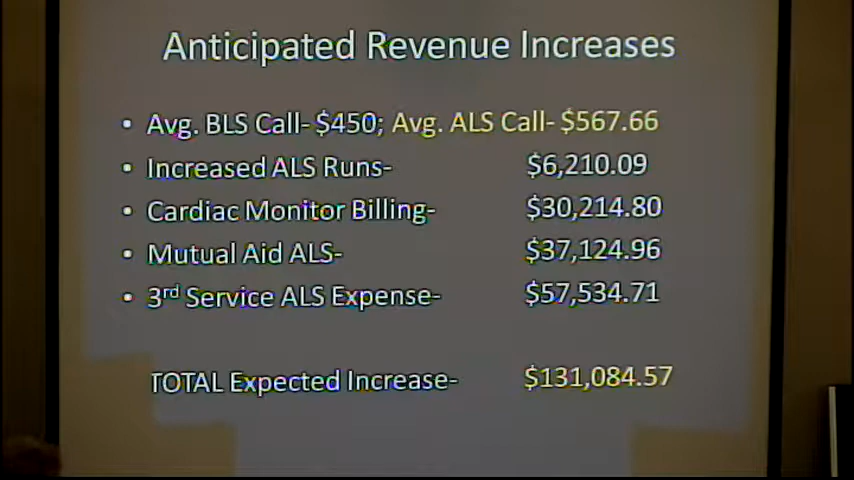 Anticipated Revenue Increases
• Avg. BLS Call- $450; Avg. ALS Call- $567.66
• Increased ALS Runs- $6,210.09
• Cardiac Monitor Billing- $30,214.80
• Mutual Aid ALS- $37,124.96
• 3rd Service ALS Expense- $57,534.71
TOTAL Expected Increase- $131,084.57